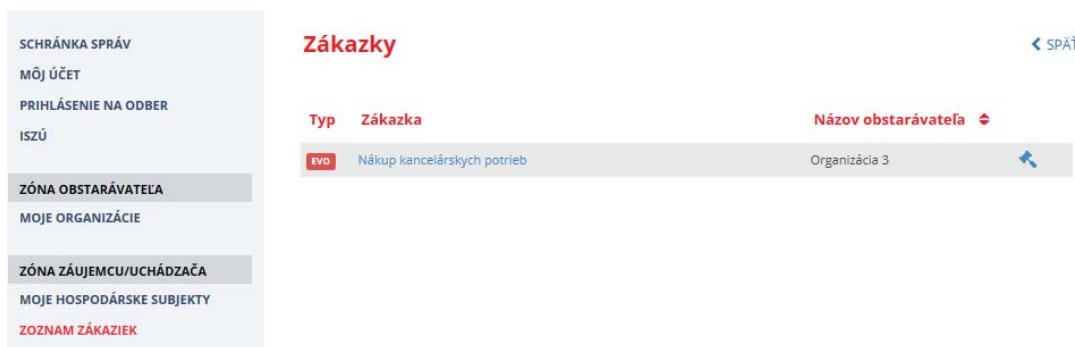 SCHRÁNKA SPRÁV
MÔJ ÚČET
PRIHLÁSENIE NA ODBER
ISZÚ
ZÓNA OBSTARÁVATEĽA
MOJE ORGANIZÁCIE
ZÓNA ZÁUJEMCU/UCHÁDZAČA
MOJE HOSPODÁRSKE SUBJEKTY
ZOZNAM ZÁKAZIEK
Zákazky
SPÄŤ
Typ Zákazka Názov obstarávateľa
EVO Nákup kancelárskych potrieb Organizácia 3